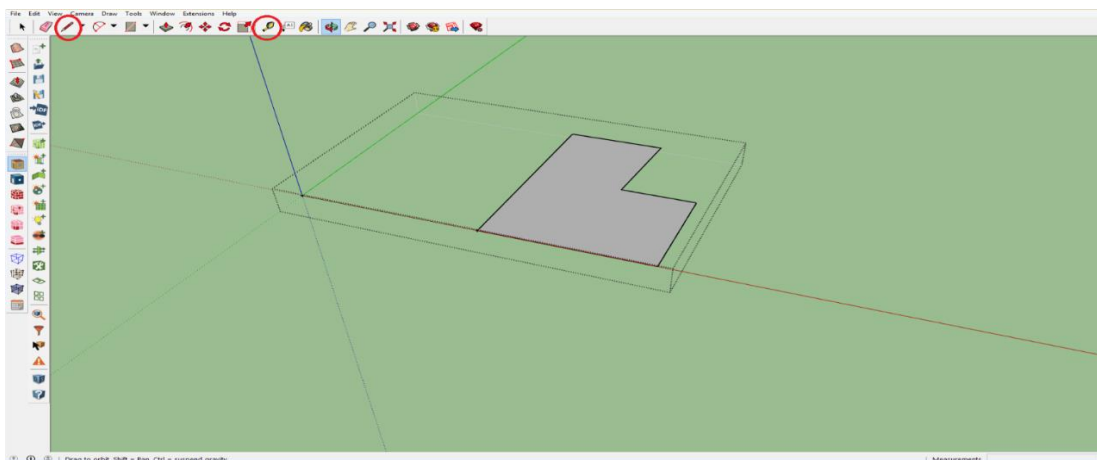 File Edit View Camera Draw Tools Window Extensions Help
Drag to orbit. Shift = Pan, Ctrl = suspend gravity.
Measurements